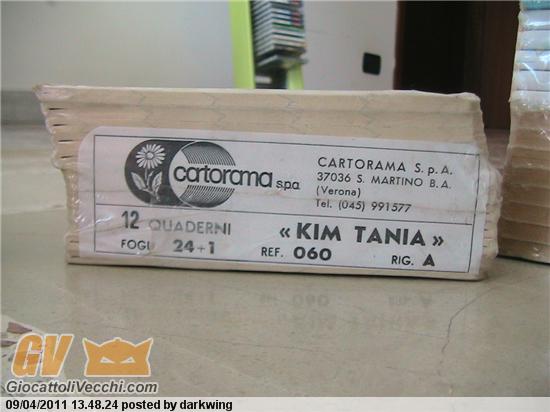 cartorama s.p.a.
CARTORAMA S.p.A.
37036 S. MARTINO B.A.
(Verona)
Tel. (045) 991577
12 QUADERNI
« KIM TANIA »
FOGLI 24+1
REF. 060
RIG. A
GV
GiocattoliVecchi.com
09/04/2011 13.48.24 posted by darkwing